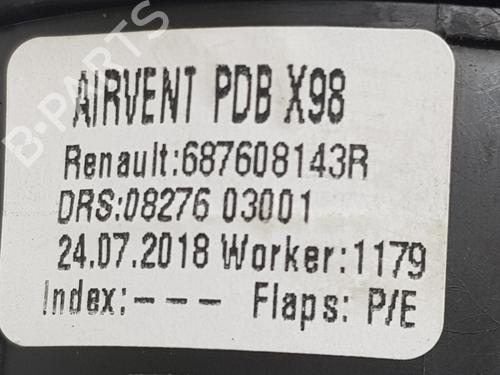 B-PARTS
AIRVENT PDB X98
Renault:687608143R
DRS:08276 03001
24.07.2018 Worker:1179
Index:--- Flaps: P/E